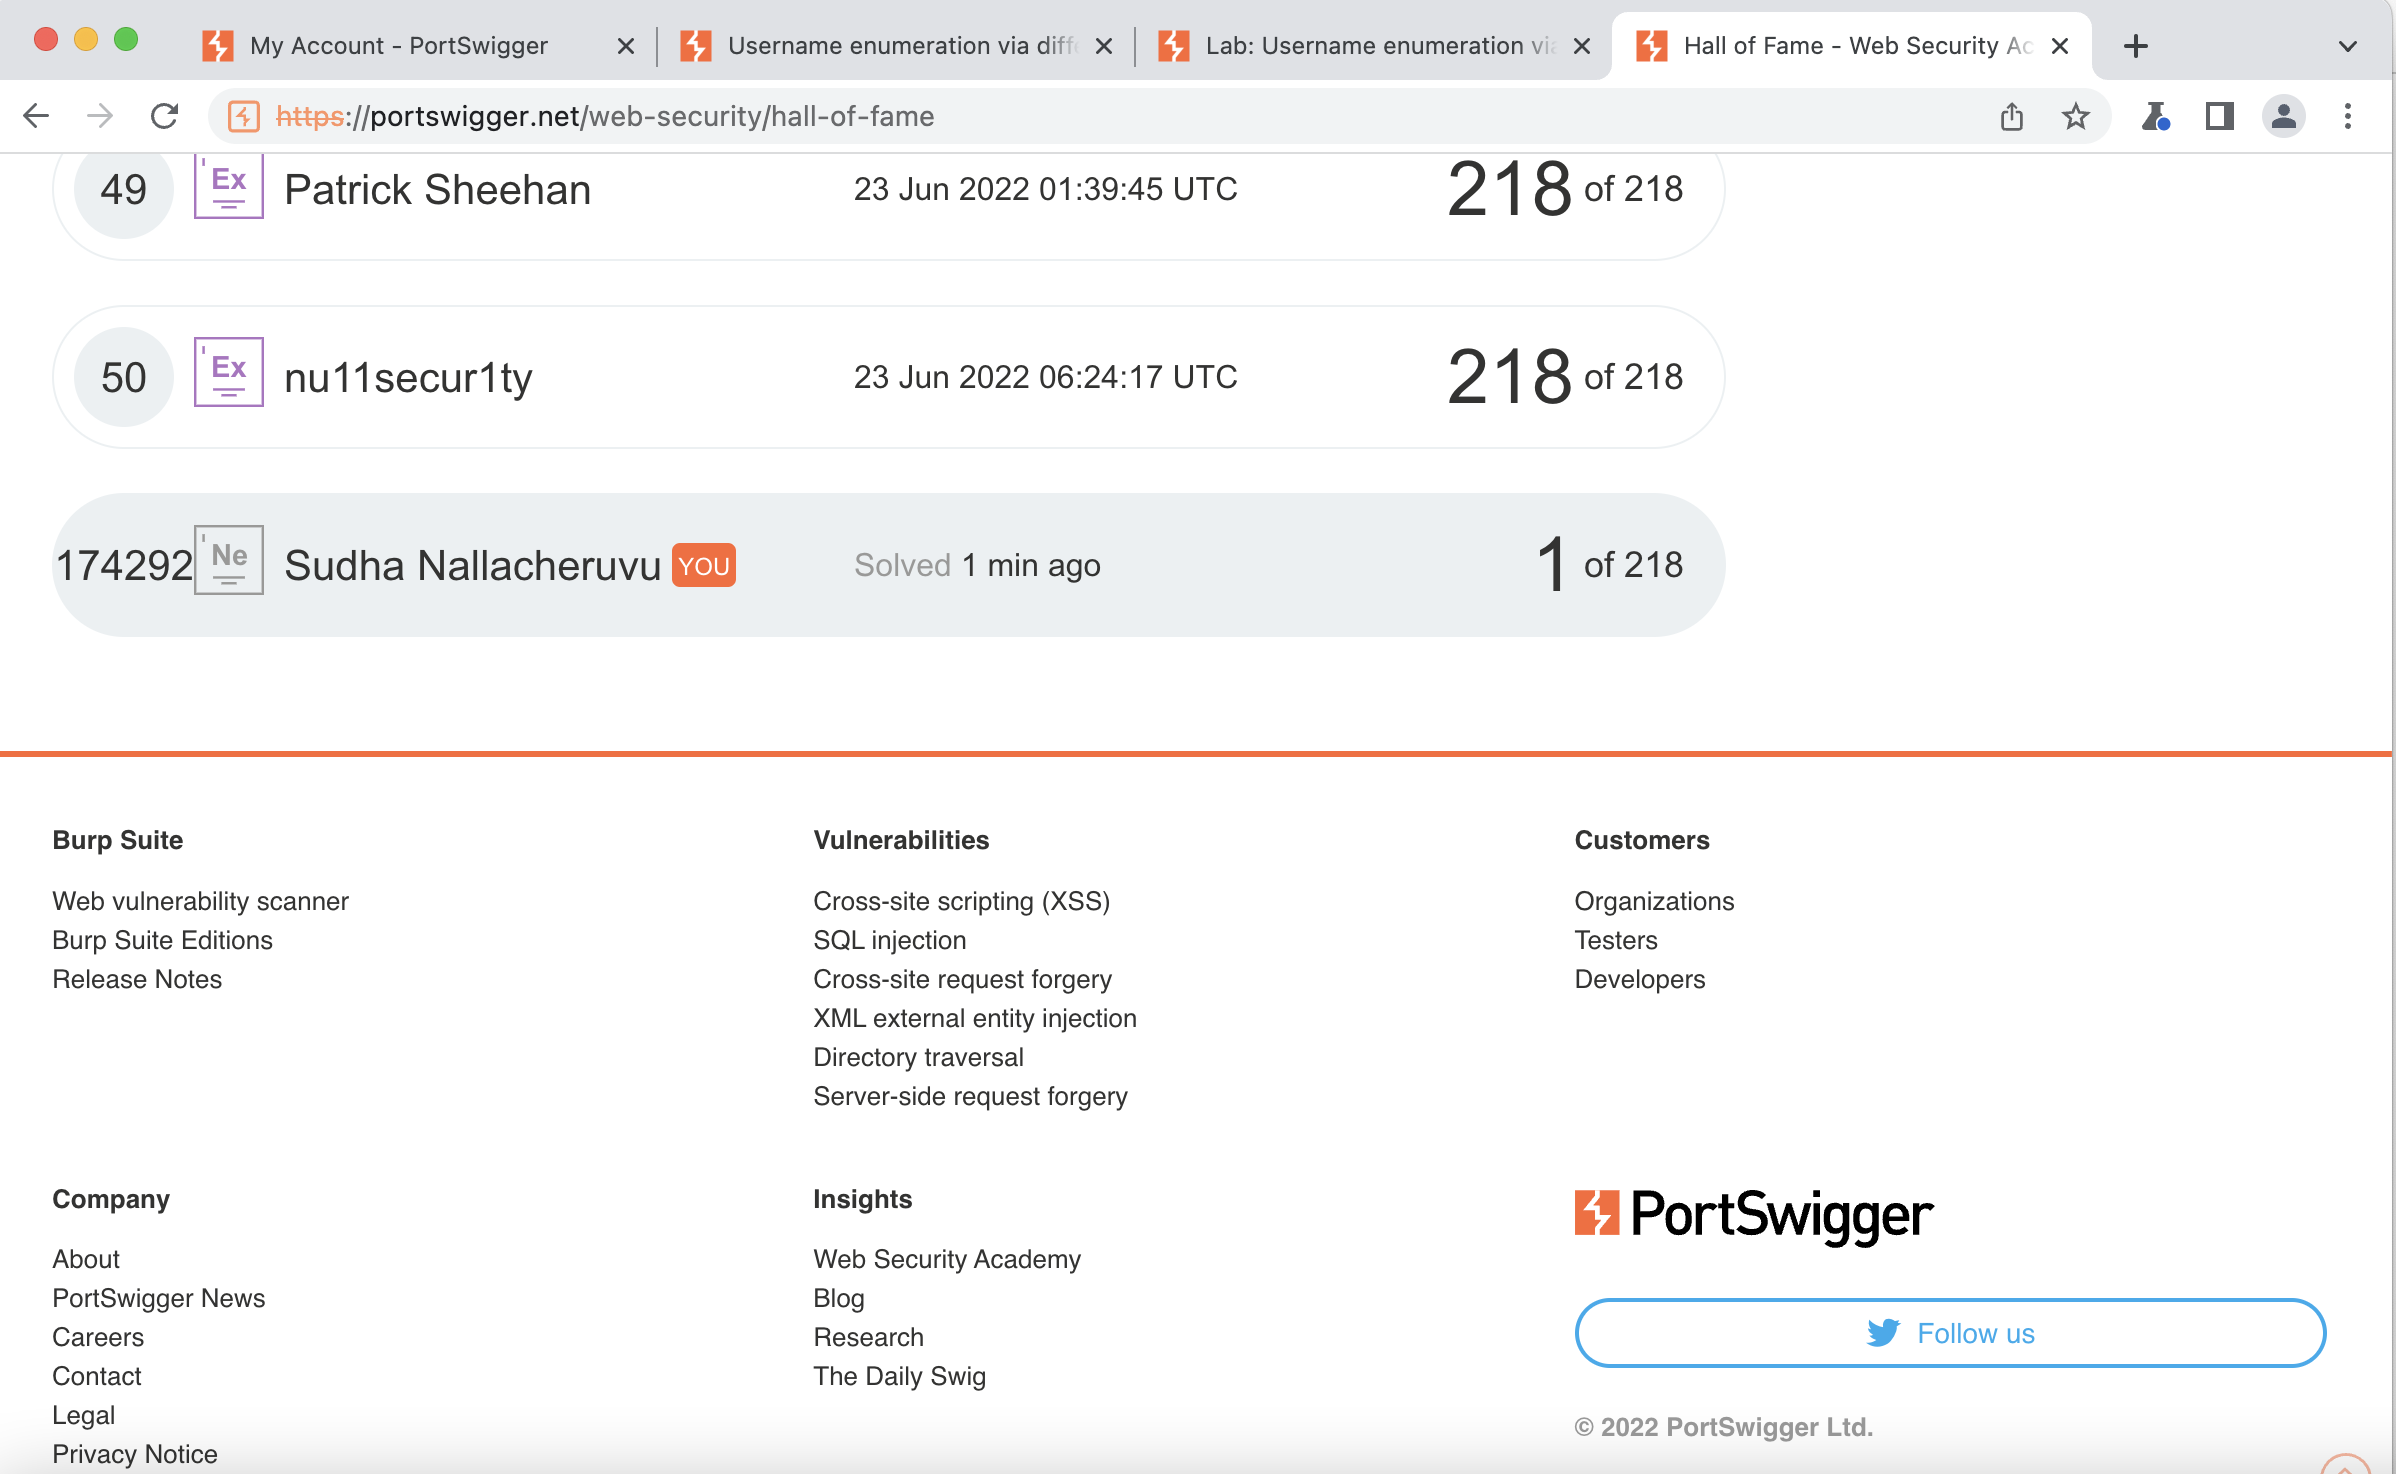 My Account - PortSwigger
Username enumeration via diff
Lab: Username enumeration via
Hall of Fame - Web Security Ac
https://portswigger.net/web-security/hall-of-fame
49 Ex Patrick Sheehan 23 Jun 2022 01:39:45 UTC 218 of 218
50 Ex nu11secur1ty 23 Jun 2022 06:24:17 UTC 218 of 218
174292 Ne Sudha Nallacheruvu YOU Solved 1 min ago 1 of 218
Burp Suite
Web vulnerability scanner
Burp Suite Editions
Release Notes
Vulnerabilities
Cross-site scripting (XSS)
SQL injection
Cross-site request forgery
XML external entity injection
Directory traversal
Server-side request forgery
Customers
Organizations
Testers
Developers
Company
About
PortSwigger News
Careers
Contact
Legal
Privacy Notice
Insights
Web Security Academy
Blog
Research
The Daily Swig
PortSwigger
Follow us
© 2022 PortSwigger Ltd.